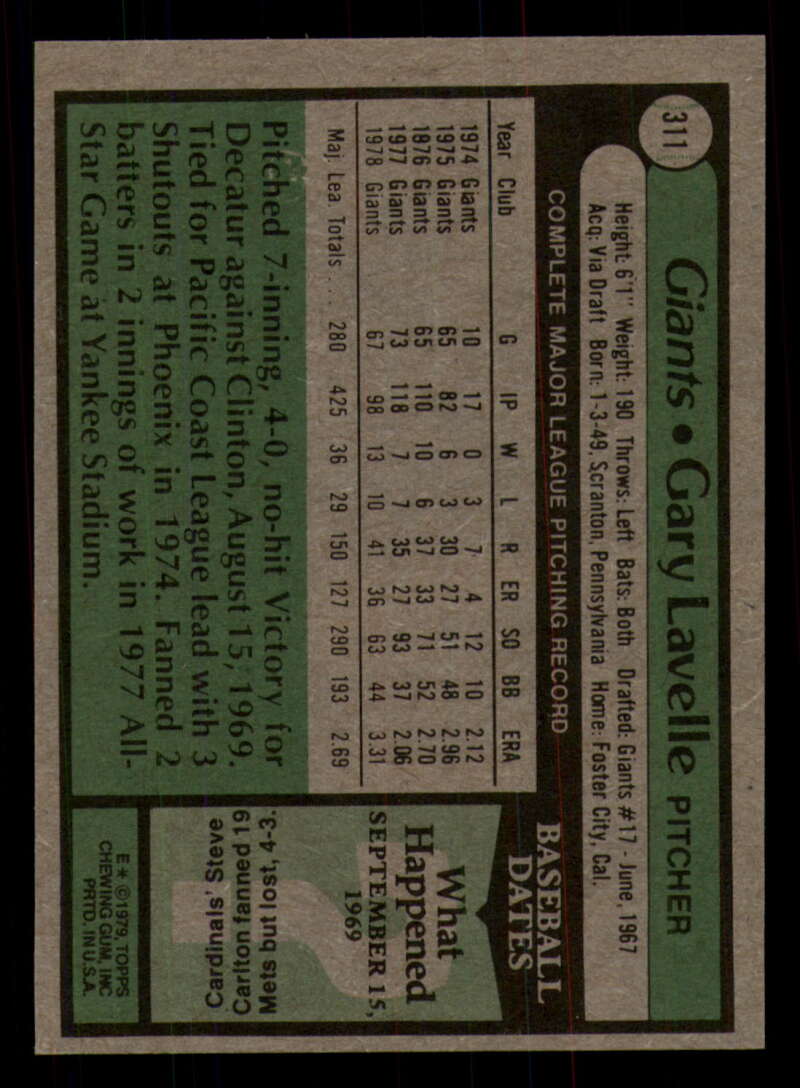 311
Giants • Gary Lavelle PITCHER
Height: 6'1" Weight: 190 Throws: Left Bats: Both Drafted: Giants #17 - June, 1967
Acq: Via Draft Born: 1-3-49, Scranton, Pennsylvania Home: Foster City, Cal.
COMPLETE MAJOR LEAGUE PITCHING RECORD
Year Club G IP W L R ER SO BB ERA
1974 Giants 10 17 0 3 7 4 12 10 2.12
1975 Giants 65 82 6 3 30 27 51 48 2.96
1976 Giants 65 110 10 6 37 33 71 52 2.70
1977 Giants 73 118 7 7 35 27 93 37 2.06
1978 Giants 67 98 13 10 41 36 63 44 3.31
Maj. Lea Totals . . 280 425 36 29 150 127 290 193 2.69
Pitched 7-inning, 4-0, no-hit Victory for
Decatur against Clinton, August 15, 1969.
Tied for Pacific Coast League lead with 3
Shutouts at Phoenix in 1974. Fanned 2
batters in 2 innings of work in 1977 All-
Star Game at Yankee Stadium.
BASEBALL
DATES
What
Happened
SEPTEMBER 15,
1969
?
Cardinals' Steve
Carlton fanned 19
Mets but lost, 4-3.
E * ©1979, TOPPS
CHEWING GUM, INC
PRTD. IN U.S.A.